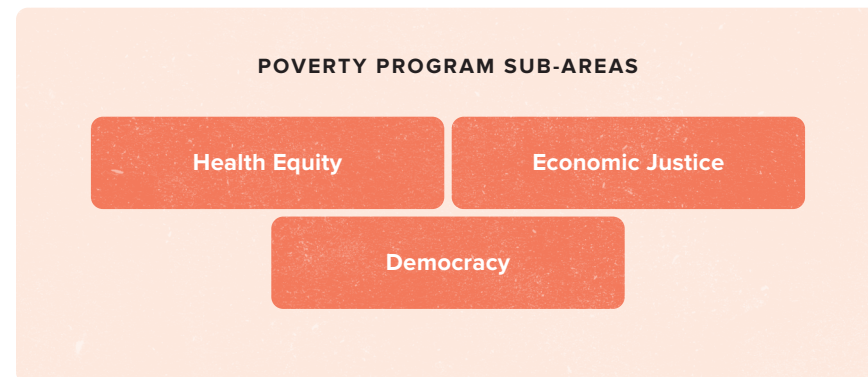 POVERTY PROGRAM SUB-AREAS
Health Equity
Economic Justice
Democracy